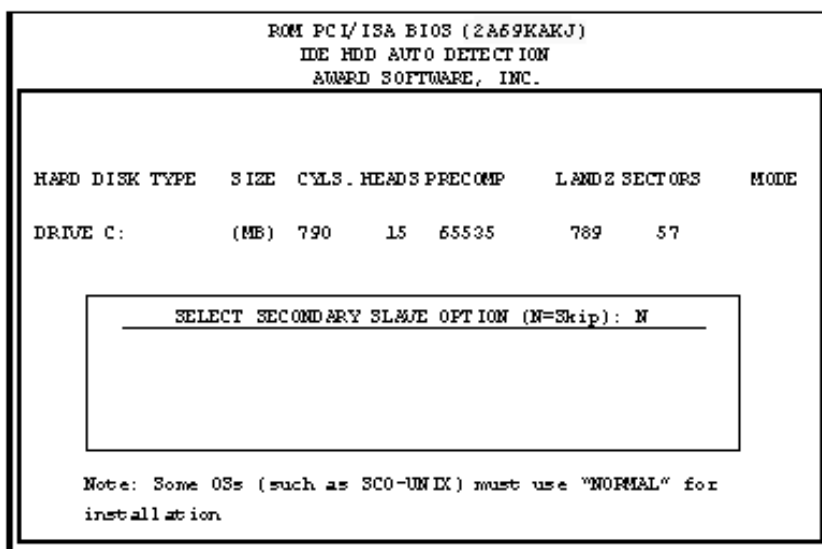 ROM PCI/ISA BIOS (2A69KAKJ)
IDE HDD AUTO DETECTION
AWARD SOFTWARE, INC.
HARD DISK TYPE SIZE CYLS. HEADS PRECOMP LANDZ SECTORS MODE
DRIVE C: (MB) 790 15 65535 789 57
SELECT SECONDARY SLAVE OPTION (N=Skip): N
Note: Some OSs (such as SCO-UNIX) must use "NORMAL" for
installation